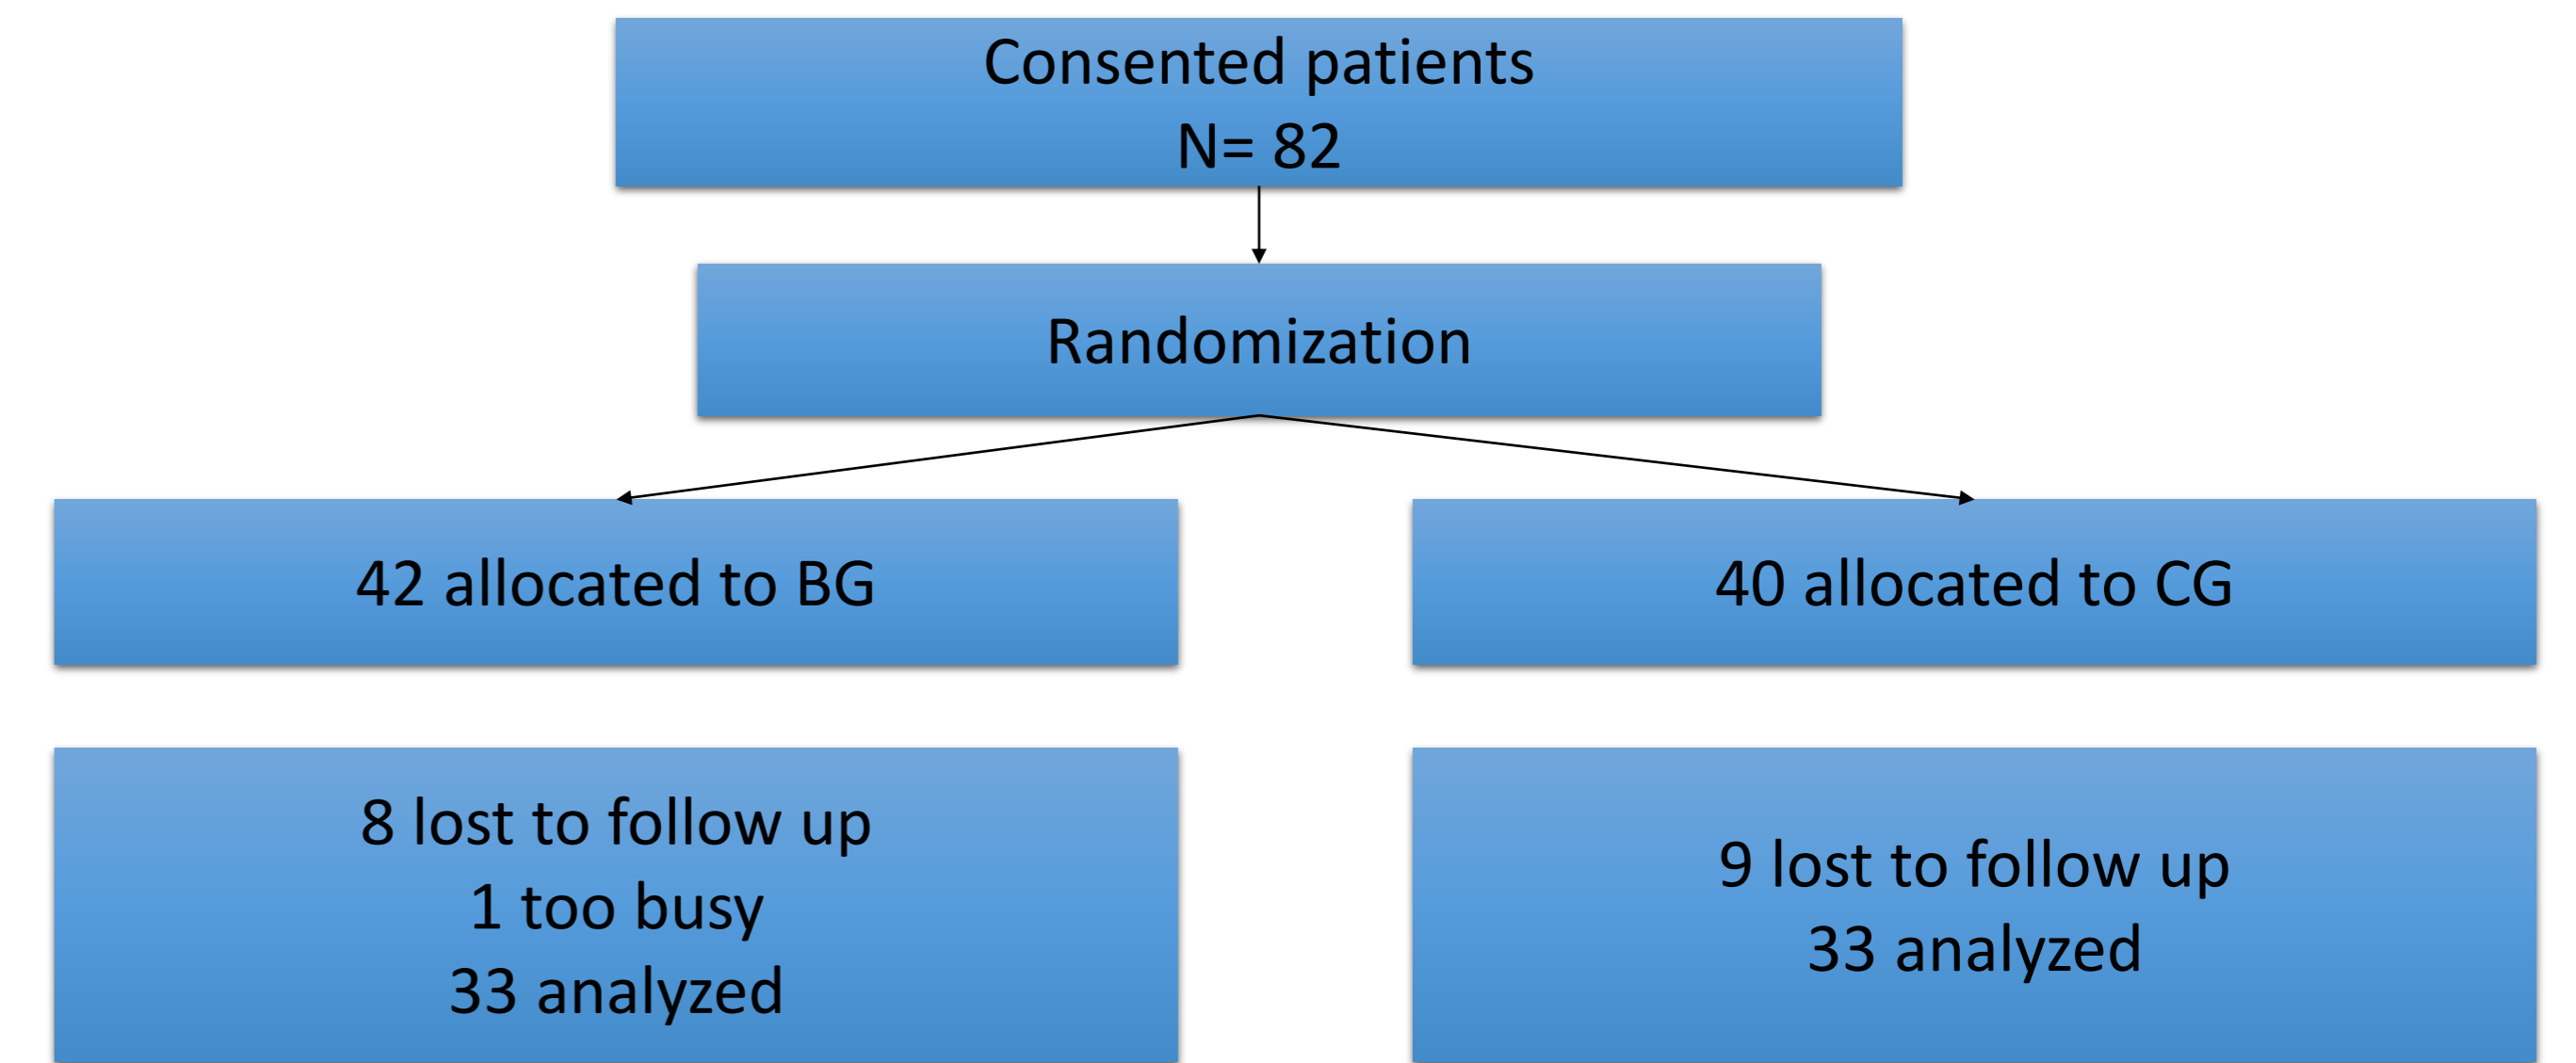 Consented patients
N= 82
Randomization
42 allocated to BG
40 allocated to CG
8 lost to follow up
1 too busy
33 analyzed
9 lost to follow up
33 analyzed